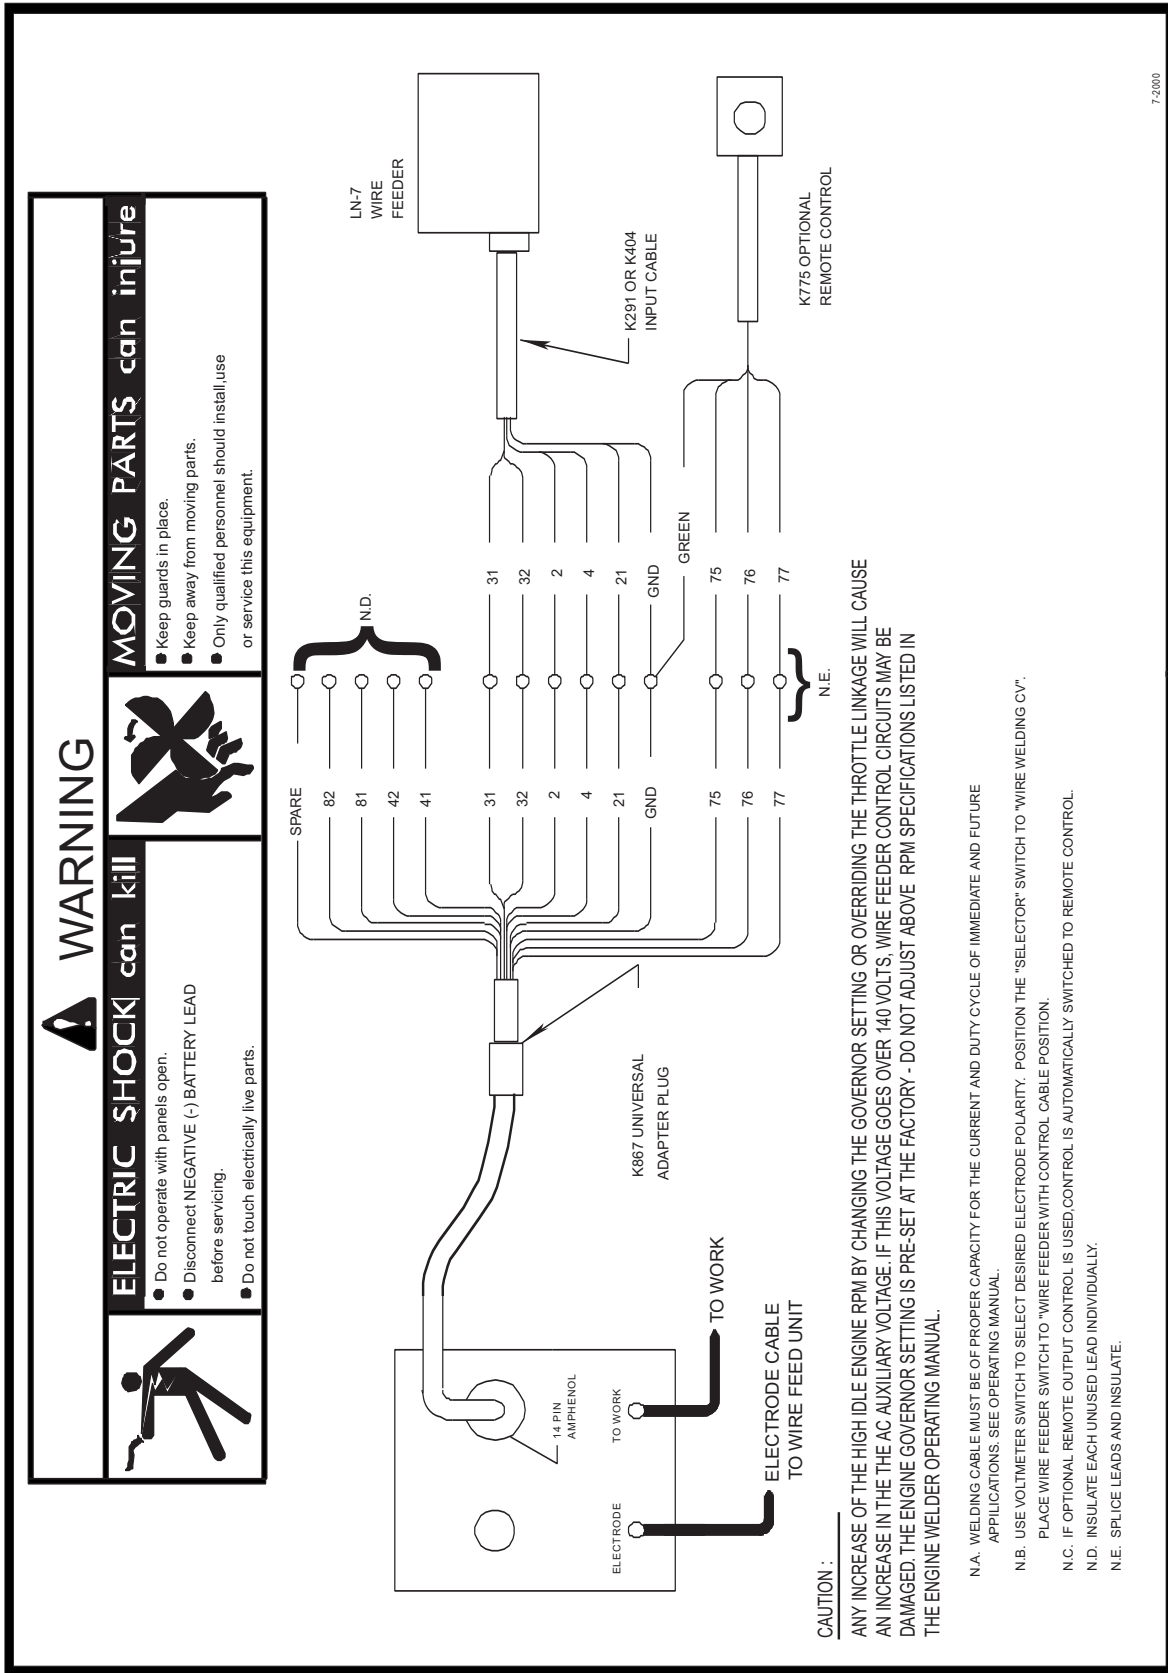 WARNING
ELECTRIC SHOCK can kill
Do not operate with panels open.
Disconnect NEGATIVE (-) BATTERY LEAD
before servicing.
Do not touch electrically live parts.
MOVING PARTS can injure
Keep guards in place.
Keep away from moving parts.
Only qualified personnel should install,use
or service this equipment.
SPARE
82
81
42
41
31
32
2
4
21
GND
75
76
77
N.D.
31
32
2
4
21
GND
GREEN
75
76
77
N.E.
LN-7
WIRE
FEEDER
K291 OR K404
INPUT CABLE
K775 OPTIONAL
REMOTE CONTROL
K867 UNIVERSAL
ADAPTER PLUG
14 PIN
AMPHENOL
ELECTRODE
TO WORK
TO WORK
ELECTRODE CABLE
TO WIRE FEED UNIT
CAUTION :
ANY INCREASE OF THE HIGH IDLE ENGINE RPM BY CHANGING THE GOVERNOR SETTING OR OVERRIDING THE THROTTLE LINKAGE WILL CAUSE
AN INCREASE IN THE THE AC AUXILIARY VOLTAGE. IF THIS VOLTAGE GOES OVER 140 VOLTS, WIRE FEEDER CONTROL CIRCUITS MAY BE
DAMAGED. THE ENGINE GOVERNOR SETTING IS PRE-SET AT THE FACTORY - DO NOT ADJUST ABOVE RPM SPECIFICATIONS LISTED IN
THE ENGINE WELDER OPERATING MANUAL.
N.A. WELDING CABLE MUST BE OF PROPER CAPACITY FOR THE CURRENT AND DUTY CYCLE OF IMMEDIATE AND FUTURE
APPILICATIONS. SEE OPERATING MANUAL.
N.B. USE VOLTMETER SWITCH TO SELECT DESIRED ELECTRODE POLARITY. POSITION THE "SELECTOR" SWITCH TO "WIRE WELDING CV".
PLACE WIRE FEEDER SWITCH TO "WIRE FEEDER WITH CONTROL CABLE POSITION.
N.C. IF OPTIONAL REMOTE OUTPUT CONTROL IS USED,CONTROL IS AUTOMATICALLY SWITCHED TO REMOTE CONTROL.
N.D. INSULATE EACH UNUSED LEAD INDIVIDUALLY.
N.E. SPLICE LEADS AND INSULATE.
7-2000